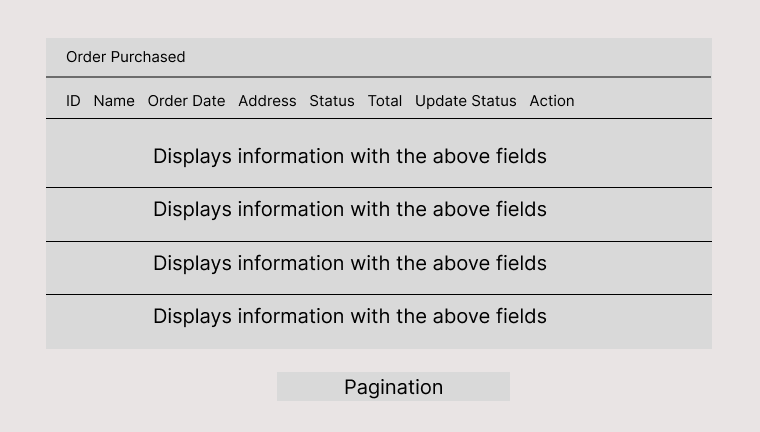 Order Purchased
ID Name Order Date Address Status Total Update Status Action
Displays information with the above fields
Displays information with the above fields
Displays information with the above fields
Displays information with the above fields
Pagination